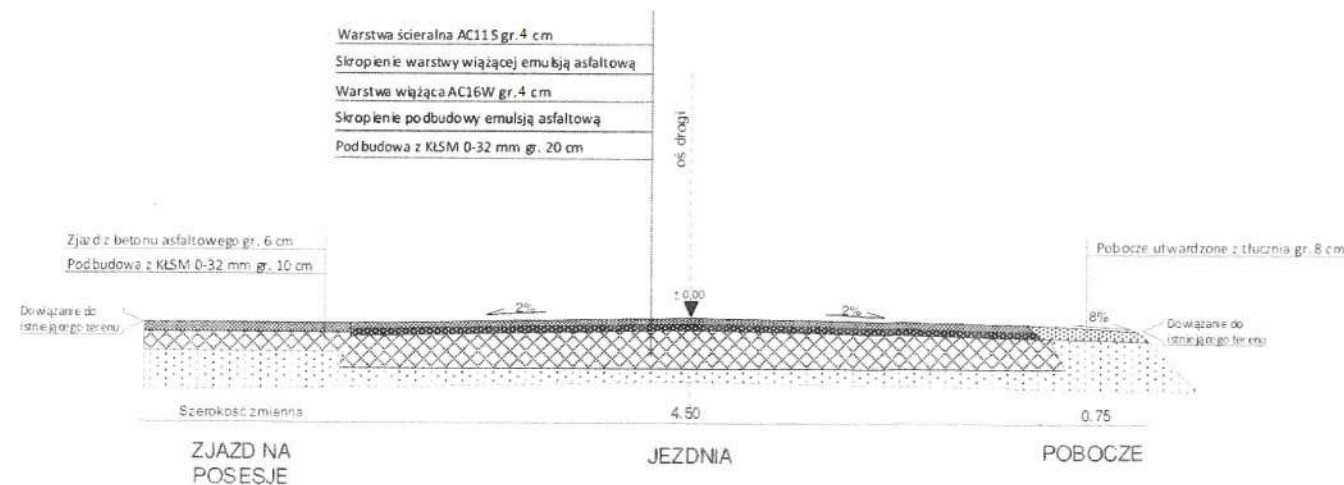 Warstwa ścieralna AC11S gr. 4 cm
Skropienie warstwy wiążącej emulsją asfaltową
Warstwa wiążąca AC16W gr. 4 cm
Skropienie podbudowy emulsją asfaltową
Podbudowa z KŁSM 0-32 mm gr. 20 cm
oś drogi
Zjazd z betonu asfaltowego gr. 6 cm
Podbudowa z KŁSM 0-32 mm gr. 10 cm
Pobocze utwardzone z tłucznia gr. 8 cm
± 0,00
Dowiązanie do
istniejącego terenu
2%
2%
8%
Dowiązanie do
istniejącego terenu
Szerokość zmienna
4.50
0.75
ZJAZD NA
POSESJE
JEZDNIA
POBOCZE